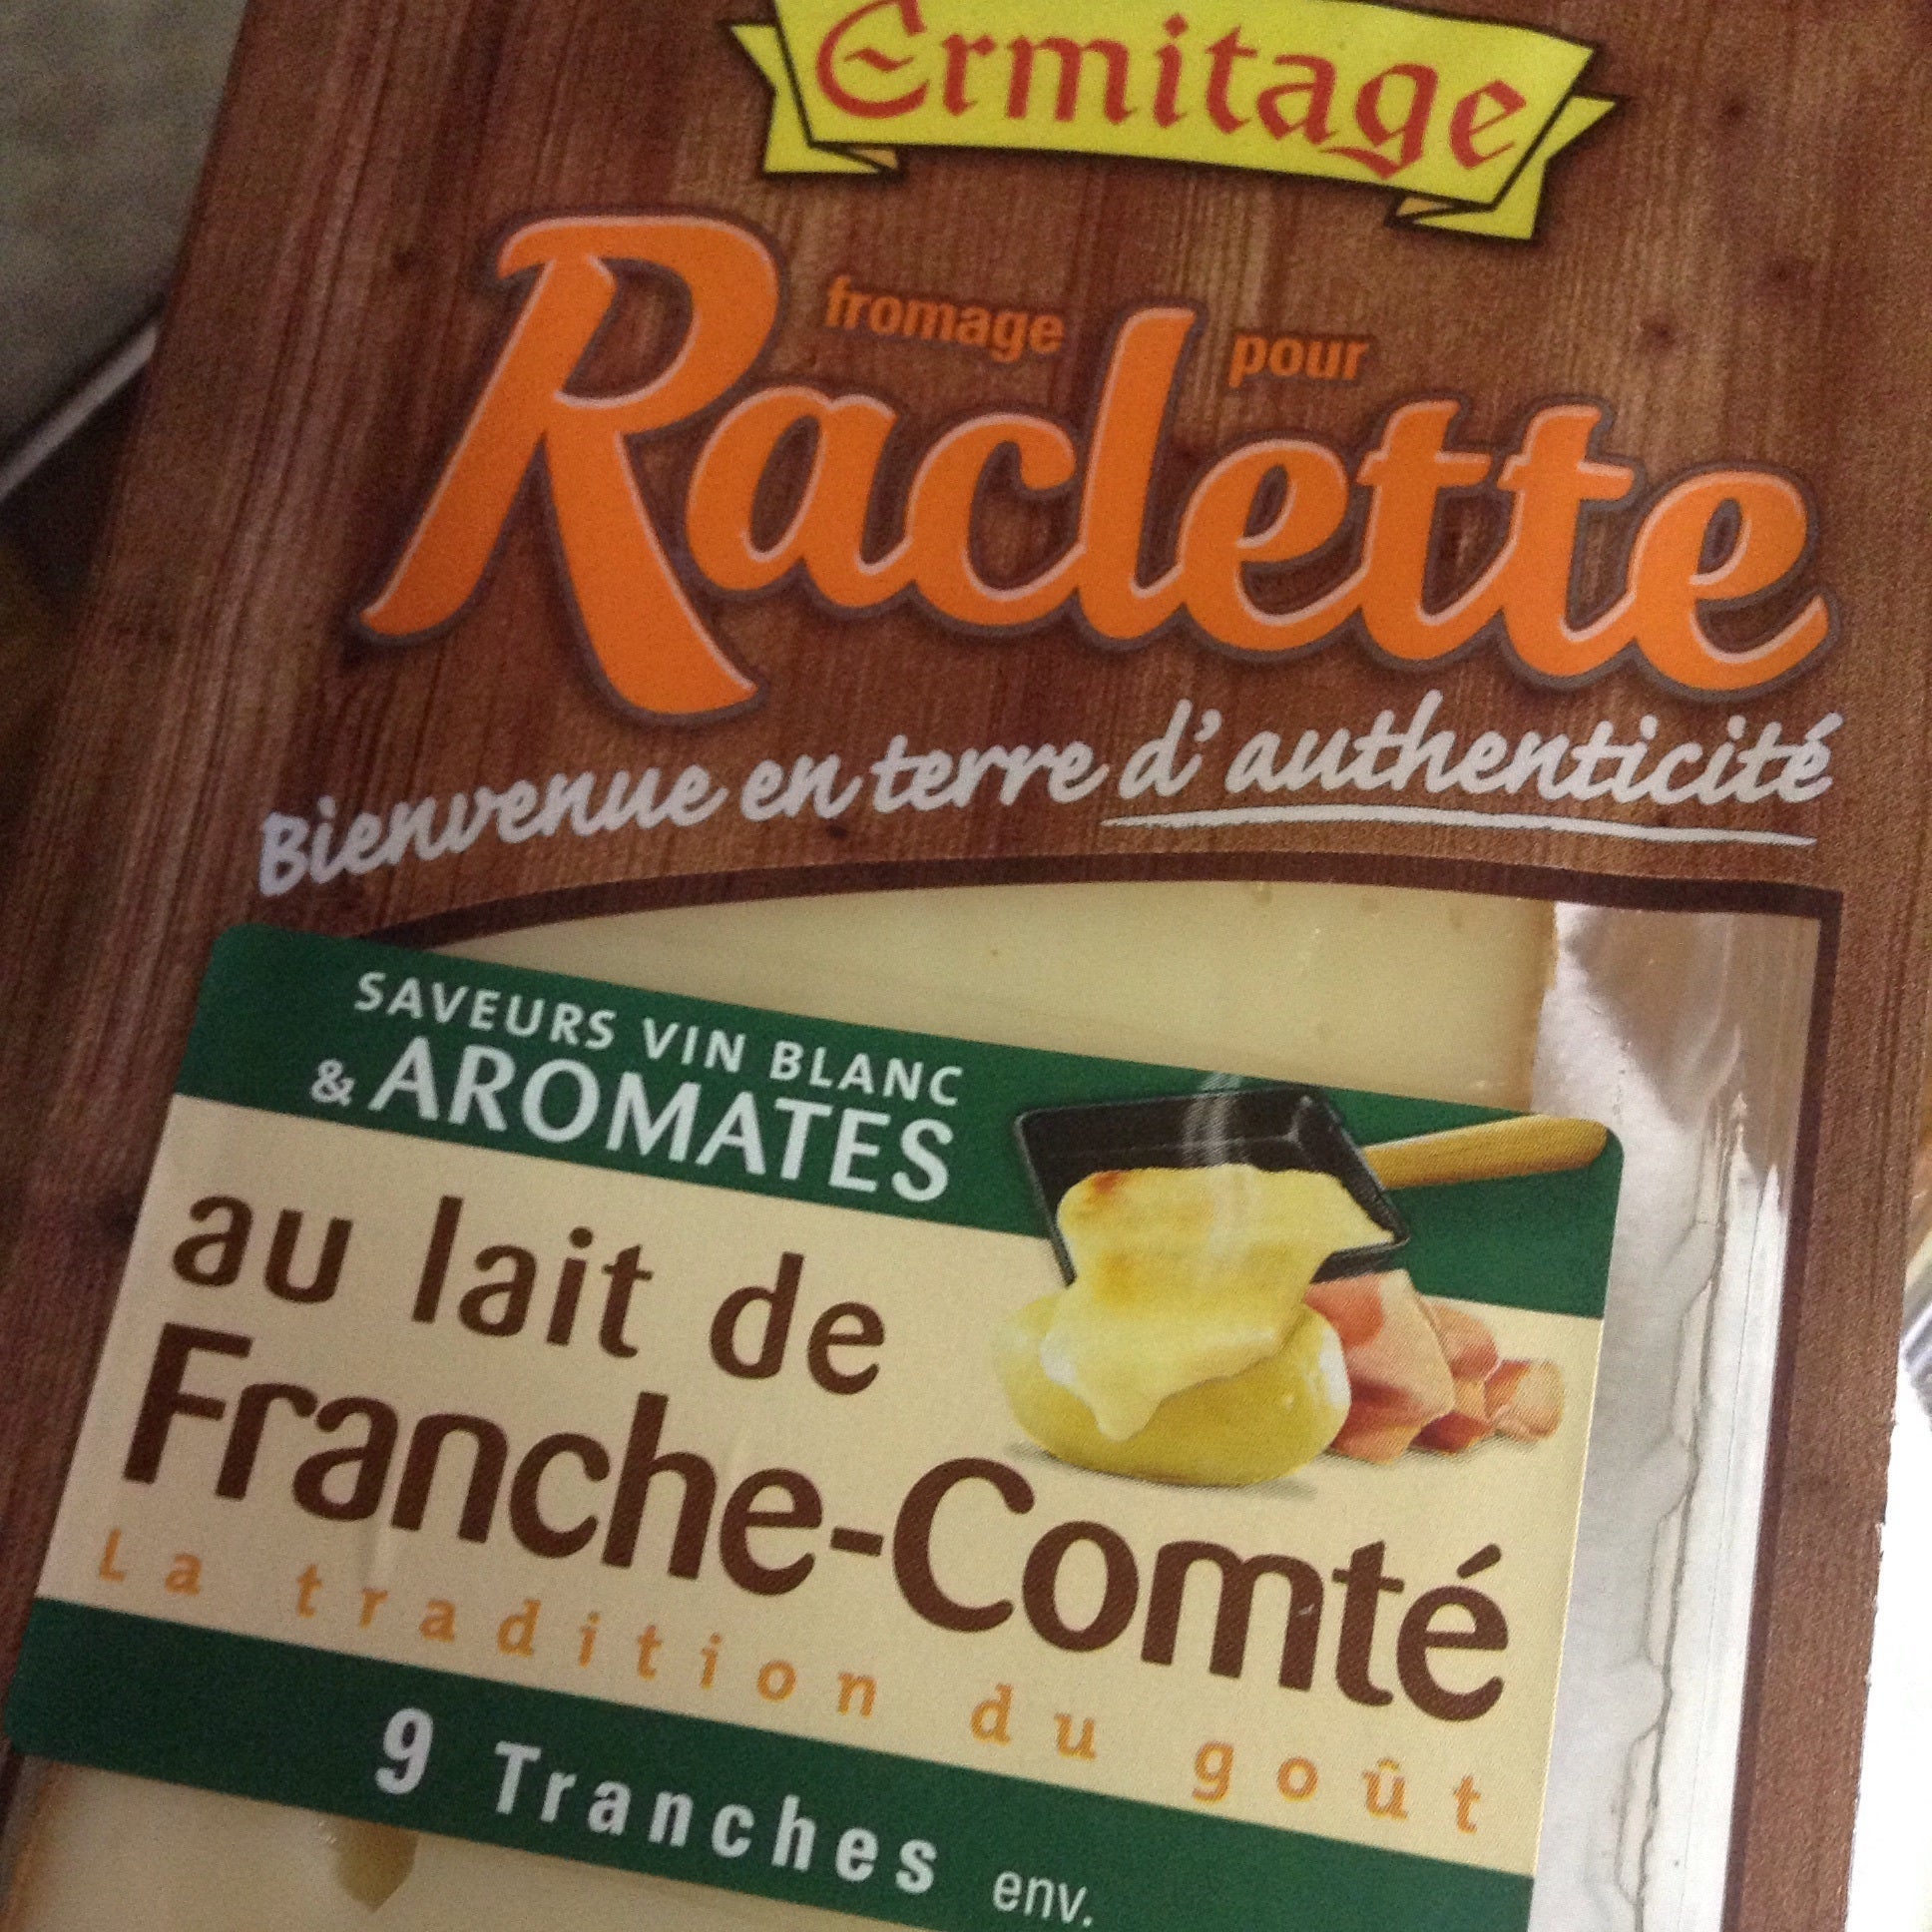 Ermitage
fromage pour
Raclette
Bienvenue en terre d'authenticité
SAVEURS VIN BLANC
& AROMATES
au lait de
Franche-Comté
La tradition du goût
9 Tranches env.